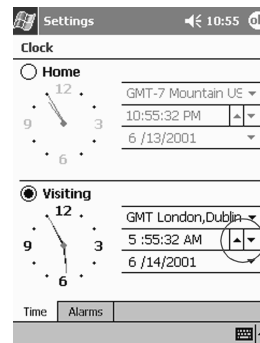 Settings 10:55 ok
Clock
Home
12
9 3
6
GMT-7 Mountain US
10:55:32 PM
6 /13/2001
Visiting
12
9 3
6
GMT London,Dublin
5 :55:32 AM
6 /14/2001
Time Alarms